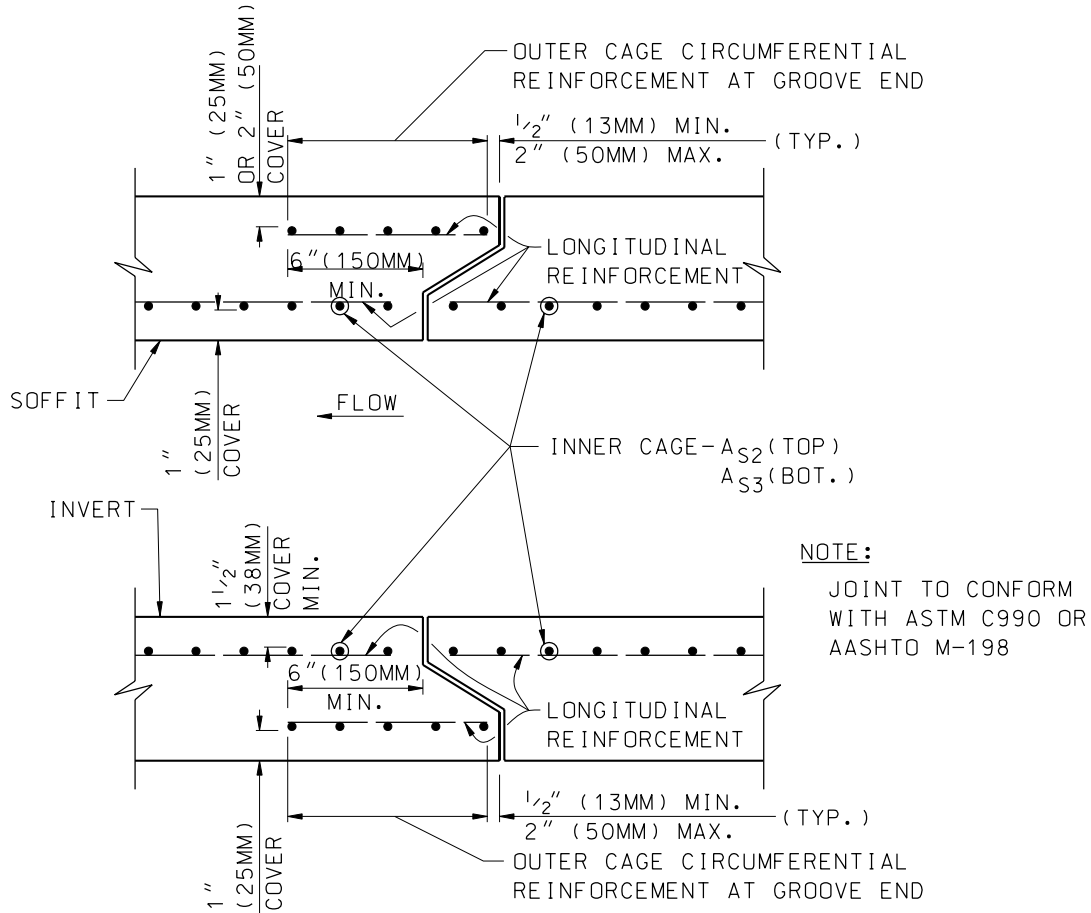 OUTER CAGE CIRCUMFERENTIAL
REINFORCEMENT AT GROOVE END
1" (25MM)
OR 2" (50MM)
COVER
1/2" (13MM) MIN.
2" (50MM) MAX.
(TYP.)
6"(150MM)
MIN.
LONGITUDINAL
REINFORCEMENT
SOFFIT
FLOW
1"
(25MM)
COVER
INNER CAGE-AS2(TOP)
AS3(BOT.)
INVERT
1 1/2"
(38MM)
COVER
MIN.
NOTE:
JOINT TO CONFORM
WITH ASTM C990 OR
AASHTO M-198
6"(150MM)
MIN.
LONGITUDINAL
REINFORCEMENT
1/2" (13MM) MIN.
2" (50MM) MAX.
(TYP.)
1"
(25MM)
COVER
OUTER CAGE CIRCUMFERENTIAL
REINFORCEMENT AT GROOVE END